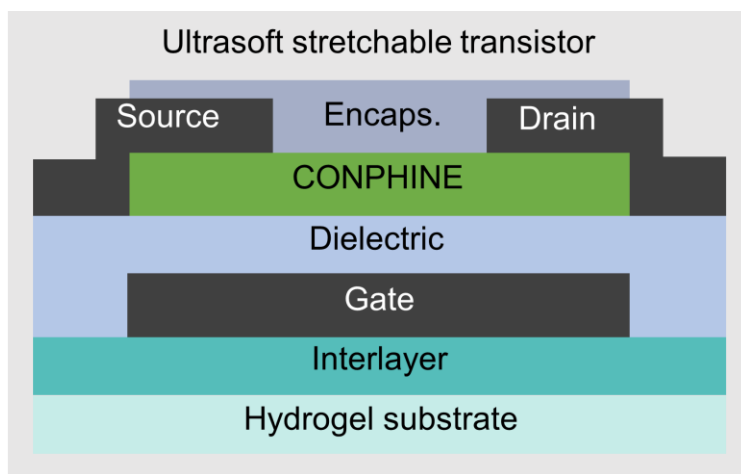 Ultrasoft stretchable transistor
Source Encaps. Drain
CONPHINE
Dielectric
Gate
Interlayer
Hydrogel substrate